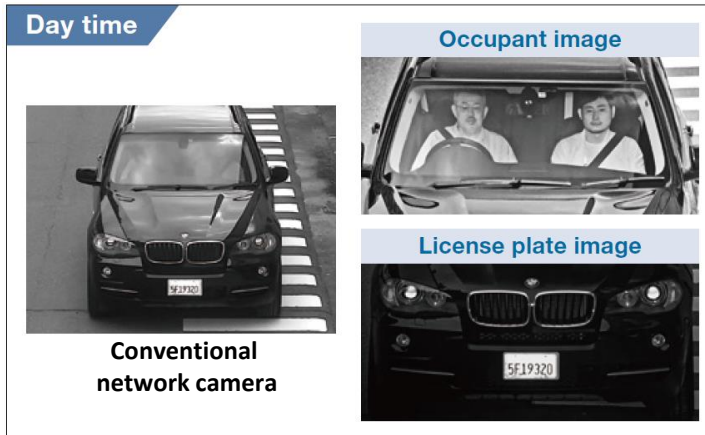 Day time
5F19320
Conventional
network camera
Occupant image
License plate image
5F19320